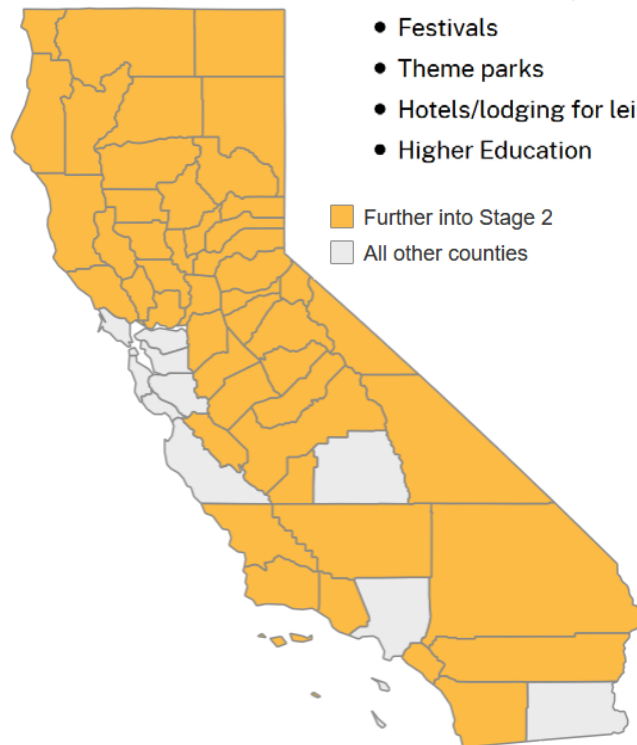 • Festivals
• Theme parks
• Hotels/lodging for lei
• Higher Education
Further into Stage 2
All other counties